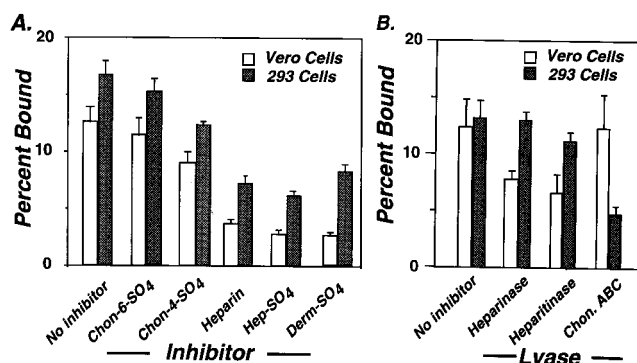 A.
20
10
0
Percent Bound
Vero Cells
293 Cells
No inhibitor
Chon-6-SO4
Chon-4-SO4
Heparin
Hep-SO4
Derm-SO4
Inhibitor
B.
20
10
0
Percent Bound
Vero Cells
293 Cells
No inhibitor
Heparinase
Heparitinase
Chon. ABC
Lyase